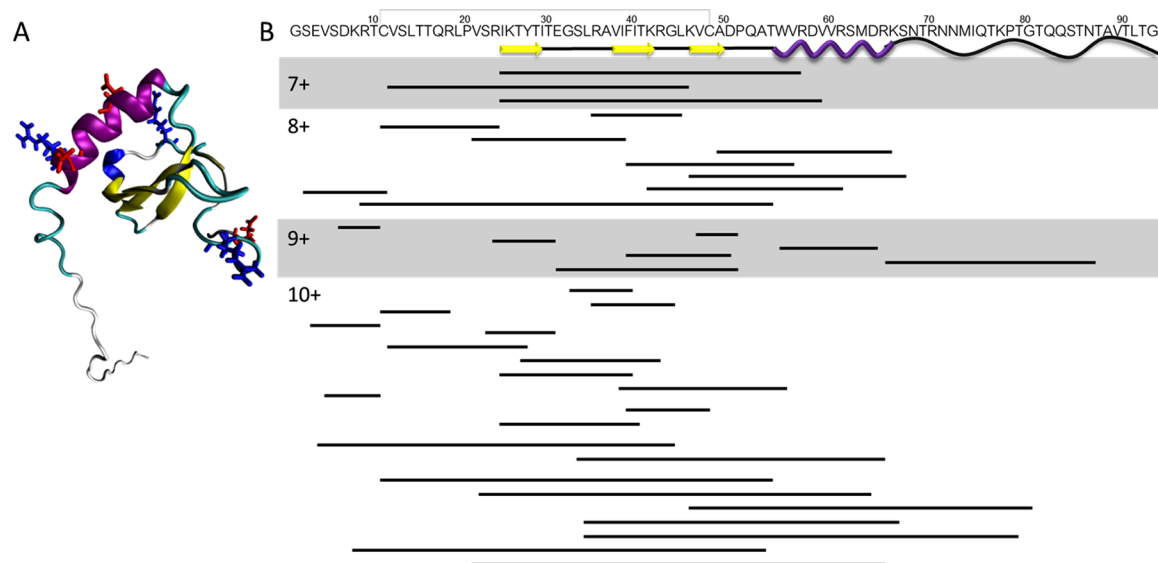 A
B
10 20 30 40 50 60 70 80 90
GSEVSDKRTCVSLTTQRLPVSRIKTYTITEGSLRAVIFITKRGLKVCADPQATWVRDVVRSMDRKSNTRNNMIQTKPTGTQQSTNTAVTLTG
7+
8+
9+
10+